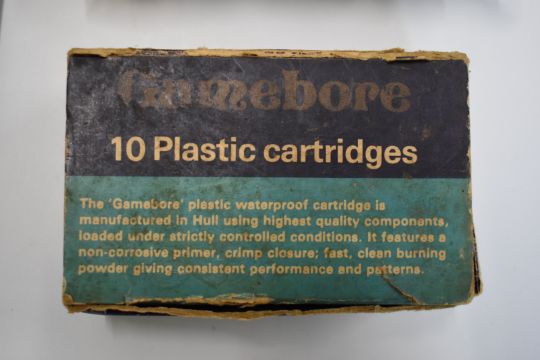 Gamebore
10 Plastic cartridges
The 'Gamebore' plastic waterproof cartridge is
manufactured in Hull using highest quality components,
loaded under strictly controlled conditions. It features a
non-corrosive primer, crimp closure; fast, clean burning
powder giving consistent performance and patterns.